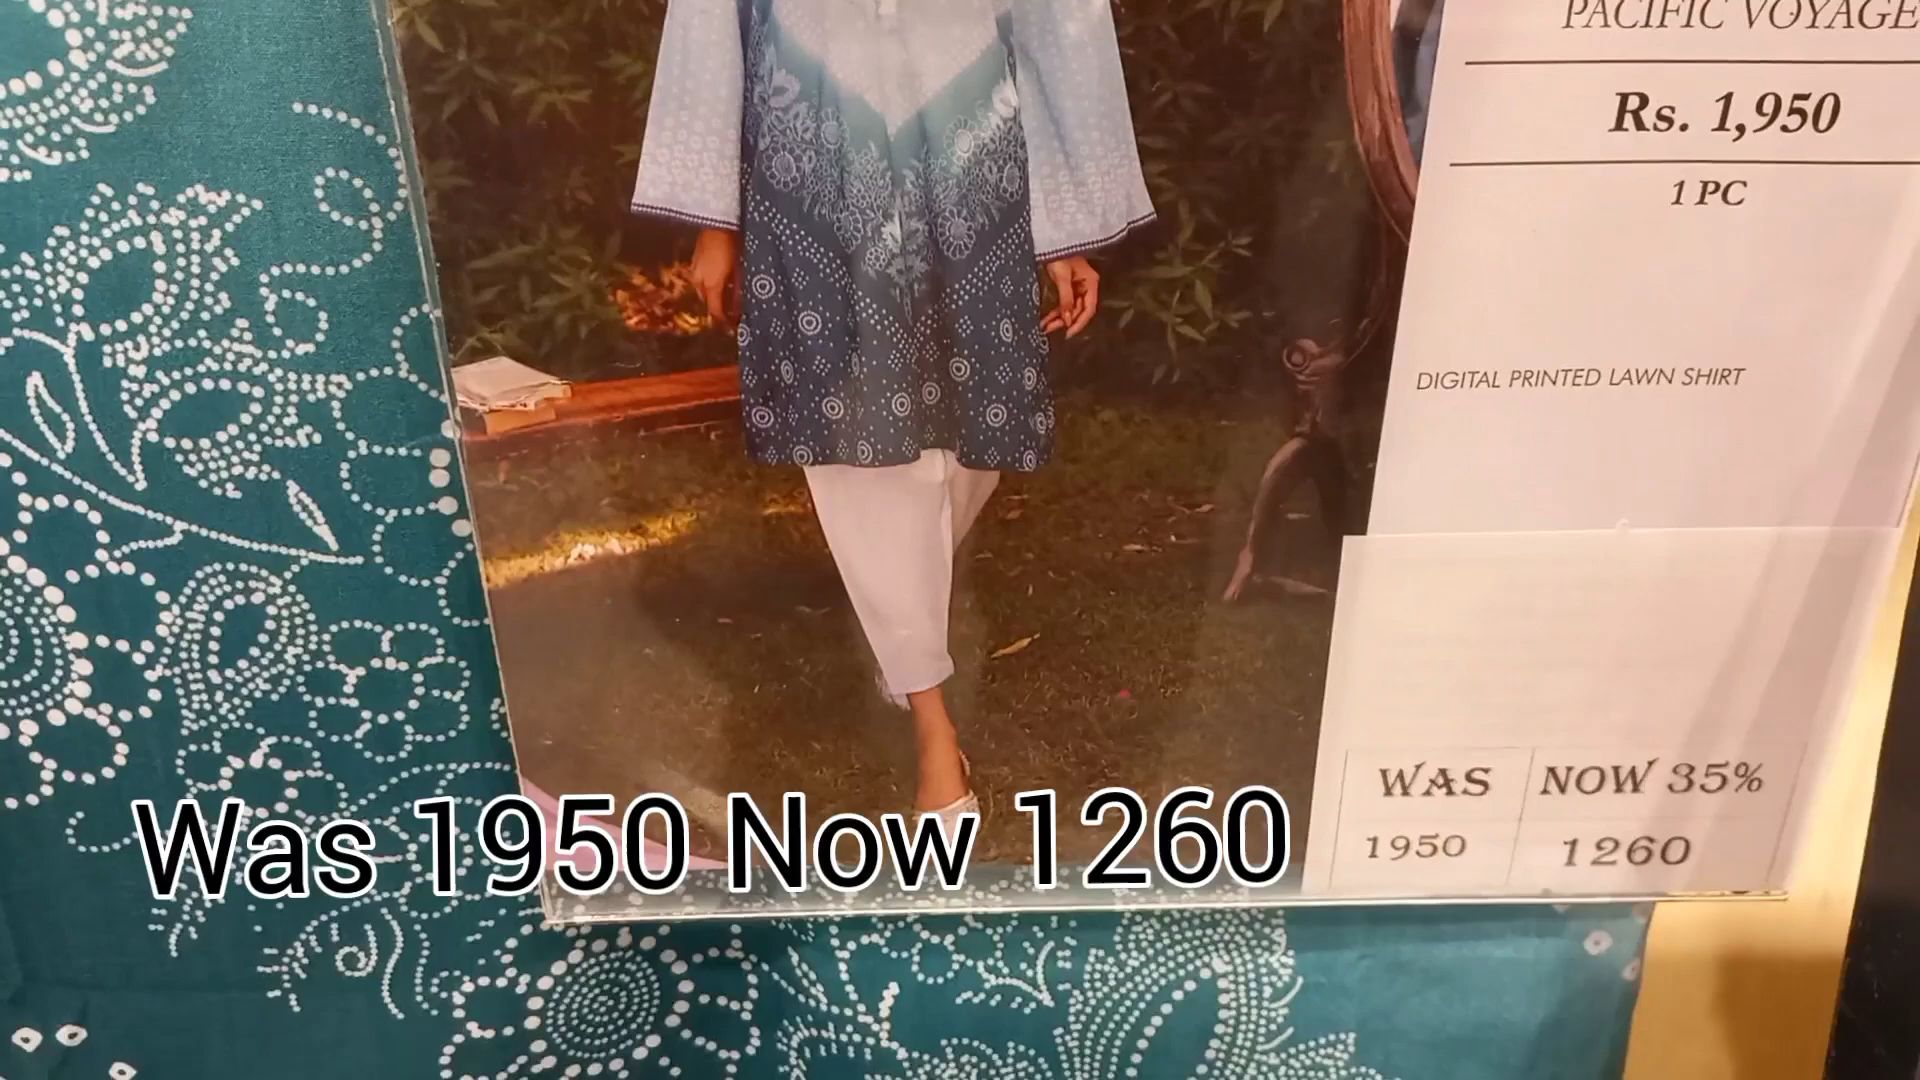 PACIFIC VOYAGE
Rs. 1,950
1 PC
DIGITAL PRINTED LAWN SHIRT
WAS NOW 35%
1950 1260
Was 1950 Now 1260